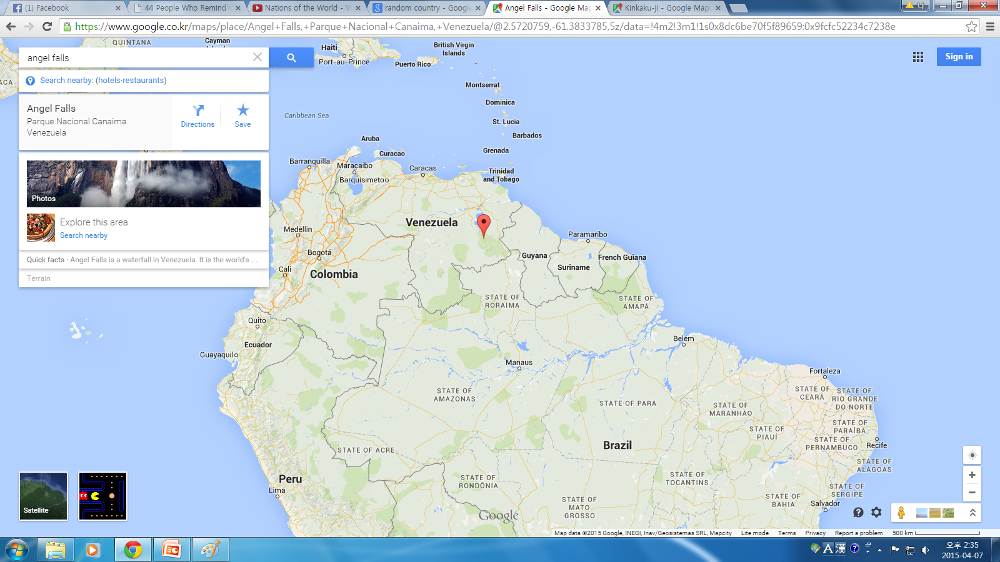 (1) Facebook
44 People Who Remind
Nations of the World - W
random country - Google
Angel Falls - Google Map
Kinkaku-ji - Google Maps
https://www.google.co.kr/maps/place/Angel+Falls,+Parque+Nacional+Canaima,+Venezuela/@2.5720759,-61.3833785,5z/data=!4m2!3m1!1s0x8dc6be70f5f89659:0x9fcfc52234c7238e
angel falls
Sign in
Search nearby: (hotels·restaurants)
Angel Falls
Parque Nacional Canaima
Venezuela
Directions
Save
Photos
Explore this area
Search nearby
Quick facts · Angel Falls is a waterfall in Venezuela. It is the world's ...
Terrain
QUINTANA
Cayman
ACA
Haiti
Port-au-Prince
Puerto Rico
British Virgin
Islands
Montserrat
Dominica
St. Lucia
Barbados
Grenada
Trinidad
and Tobago
Caribbean Sea
Aruba
Curacao
Barranquilla
Maracaibo
Caracas
Barquisimeto
Venezuela
Medellin
Bogotá
Cali
Colombia
Paramaribo
Guyana
Suriname
French Guiana
STATE OF
RORAIMA
STATE OF
AMAPÁ
Quito
Ecuador
Guayaquil
Belém
Manaus
Fortaleza
STATE OF
AMAZONAS
STATE OF PARÁ
STATE OF
MARANHÃO
STATE OF
CEARÁ
STATE OF
RIO GRANDE
DO NORTE
STATE OF
PIAUÍ
STATE OF
PARAÍBA
STATE OF
PERNAMBUCO
Recife
STATE OF ACRE
Brazil
STATE OF
ALAGOAS
Peru
Lima
STATE OF
RONDÔNIA
STATE OF
TOCANTINS
STATE OF
SERGIPE
STATE OF
MATO
GROSSO
STATE OF
BAHIA
Salvador
Satellite
Google
Map data ©2015 Google, INEGI, Inav/Geosistemas SRL, Mapcity
Lite mode
Terms
Privacy
Report a problem
500 km
A 漢
오후 2:35
2015-04-07